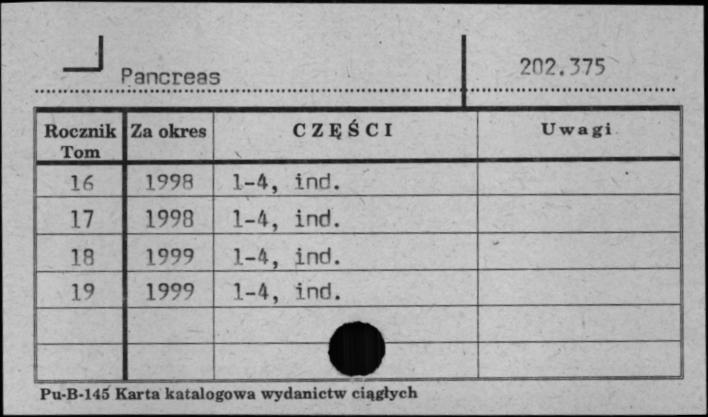 Pancreas 202.375
Rocznik Tom Za okres CZĘŚCI Uwagi
16 1998 1-4, ind.
17 1998 1-4, ind.
18 1999 1-4, ind.
19 1999 1-4, ind.
Pu-B-145 Karta katalogowa wydawnictw ciągłych